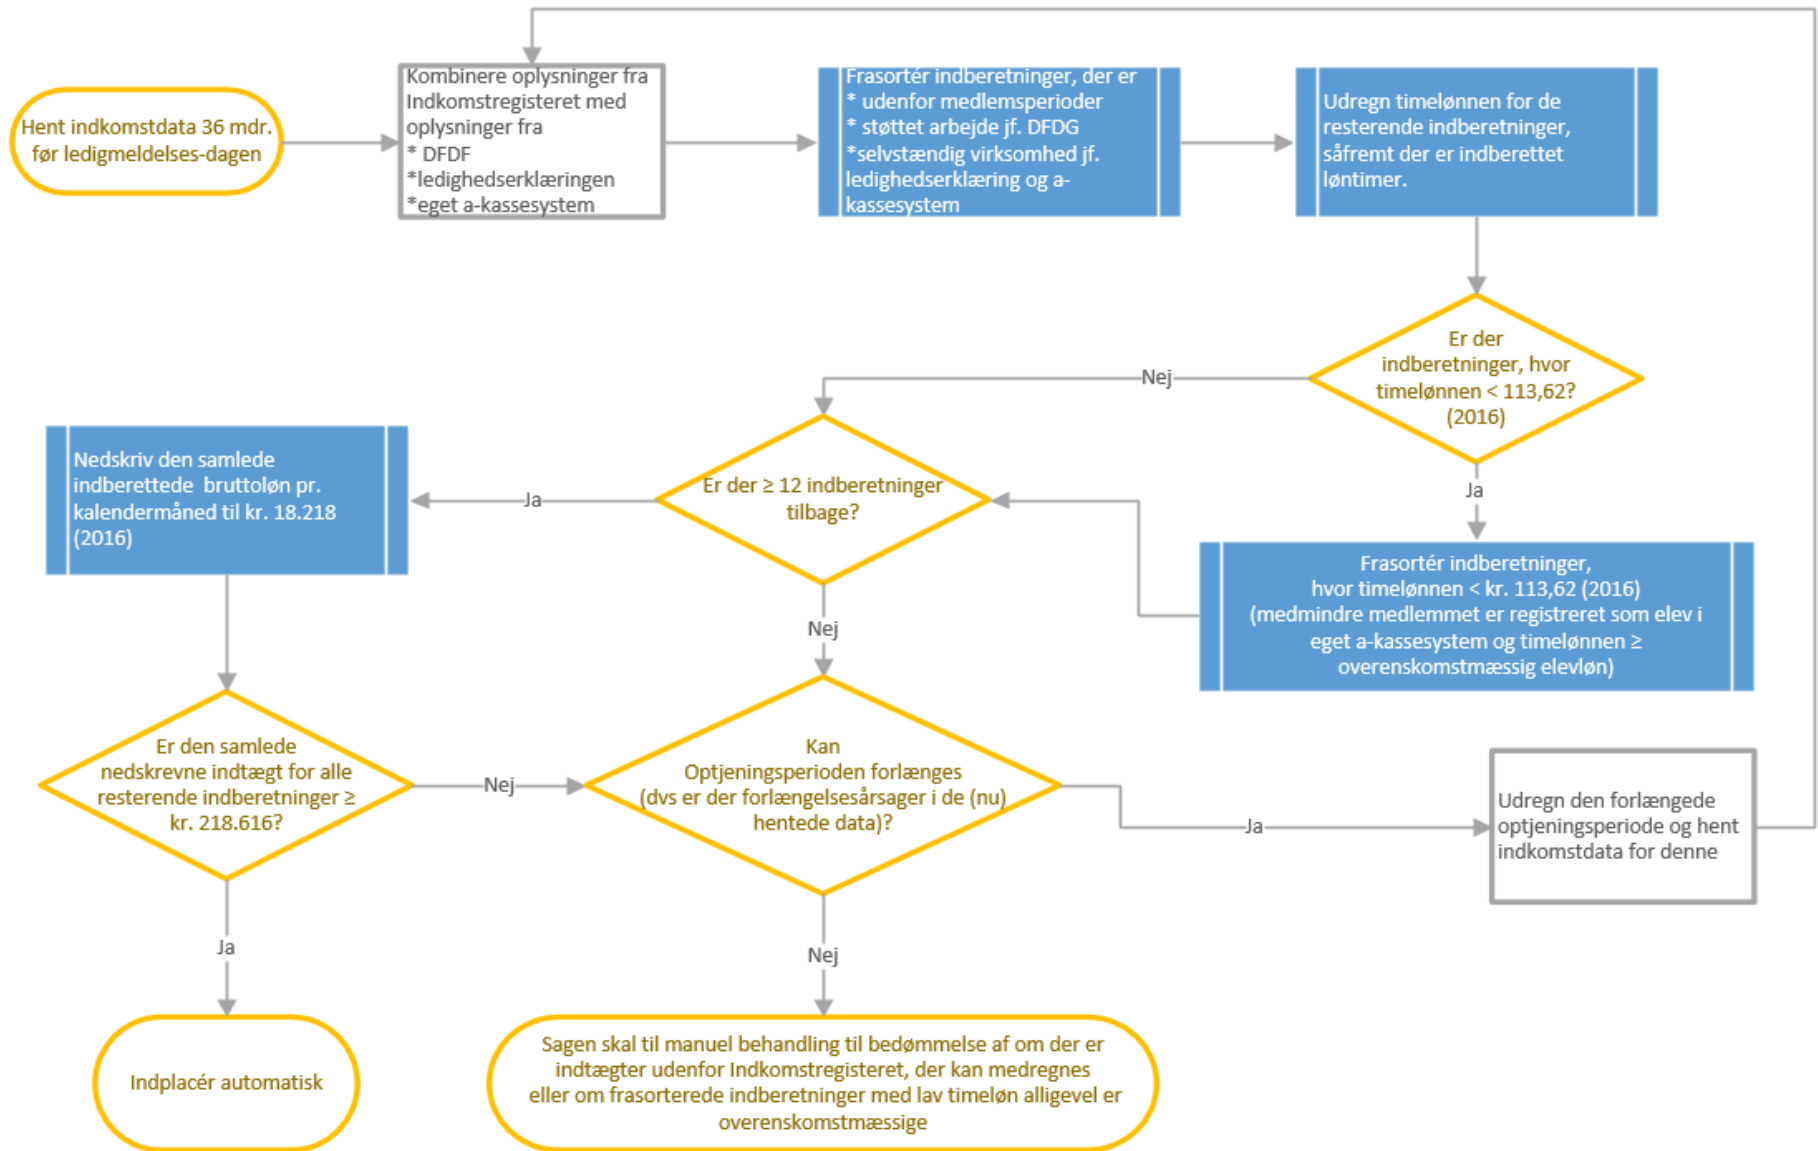 Hent indkomstdata 36 mdr.
før ledigmeldelses-dagen
Kombinere oplysninger fra
Indkomstregisteret med
oplysninger fra
* DFDF
*ledighedserklæringen
*eget a-kassesystem
Frasortér indberetninger, der er
* udenfor medlemsperioder
* støttet arbejde jf. DFDG
*selvstændig virksomhed jf.
ledighedserklæring og a-
kassesystem
Udregn timelønnen for de
resterende indberetninger,
såfremt der er indberettet
løntimer.
Er der
indberetninger, hvor
timelønnen < 113,62?
(2016)
Nej
Ja
Frasortér indberetninger,
hvor timelønnen < kr. 113,62 (2016)
(medmindre medlemmet er registreret som elev i
eget a-kassesystem og timelønnen ≥
overenskomstmæssig elevløn)
Er der ≥ 12 indberetninger
tilbage?
Ja
Nej
Nedskriv den samlede
indberettede  bruttoløn pr.
kalendermåned til kr. 18.218
(2016)
Er den samlede
nedskrevne indtægt for alle
resterende indberetninger ≥
kr. 218.616?
Nej
Ja
Kan
Optjeningsperioden forlænges
(dvs er der forlængelsesårsager i de (nu)
hentede data)?
Ja
Nej
Udregn den forlængede
optjeningsperiode og hent
indkomstdata for denne
Indplacér automatisk
Sagen skal til manuel behandling til bedømmelse af om der er
indtægter udenfor Indkomstregisteret, der kan medregnes
eller om frasorterede indberetninger med lav timeløn alligevel er
overenskomstmæssige